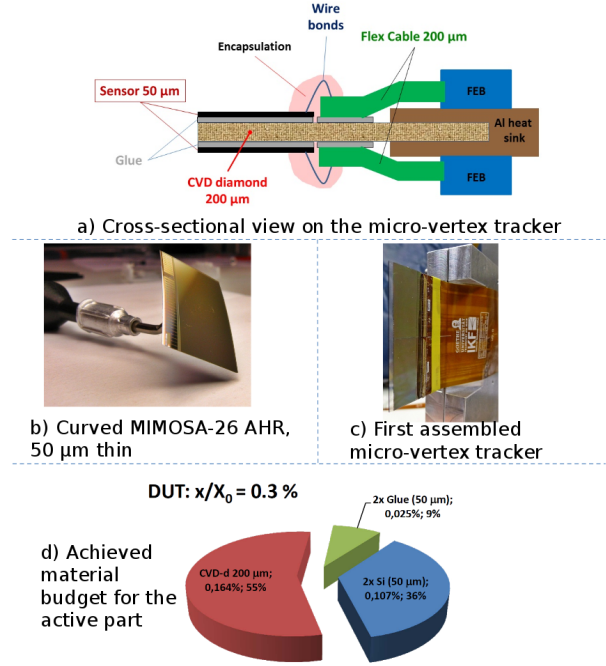 Wire
bonds
Encapsulation
Flex Cable 200 µm
Sensor 50 µm
FEB
Al heat
sink
Glue
CVD diamond
200 µm
FEB
a) Cross-sectional view on the micro-vertex tracker
IKF
b) Curved MIMOSA-26 AHR,
50 µm thin
c) First assembled
micro-vertex tracker
DUT: x/X0 = 0.3 %
2x Glue (50 µm);
0,025%; 9%
d) Achieved
material
budget for the
active part
CVD-d 200 µm;
0,164%; 55%
2x Si (50 µm);
0,107%; 36%